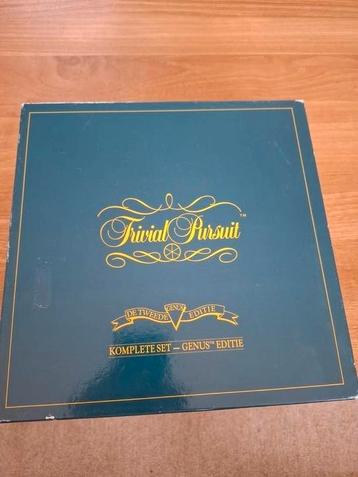 Trivial Pursuit™
DE TWEEDE GENUS EDITIE
KOMPLETE SET — GENUS™ EDITIE